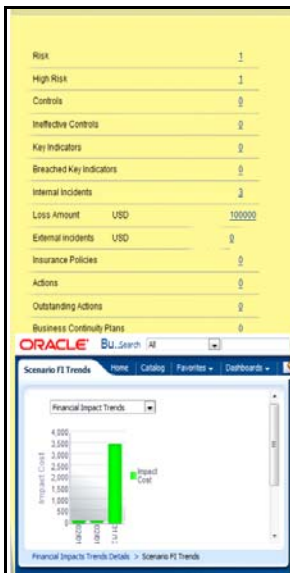 Risk 1
High Risk 1
Controls 0
Ineffective Controls 0
Key Indicators 0
Breached Key Indicators 0
Internal Incidents 3
Loss Amount USD 100000
External incidents USD 0
Insurance Policies 0
Actions 0
Outstanding Actions 0
Business Continuity Plans 0
ORACLE Bu..Search All
Scenario FI Trends Home Catalog Favorites Dashboards
Financial Impact Trends
4,000
3,500
3,000
2,500
2,000
1,500
1,000
500
0
Impact Cost
Impact Cost
Financial Impacts Trends Details > Scenario FI Trends